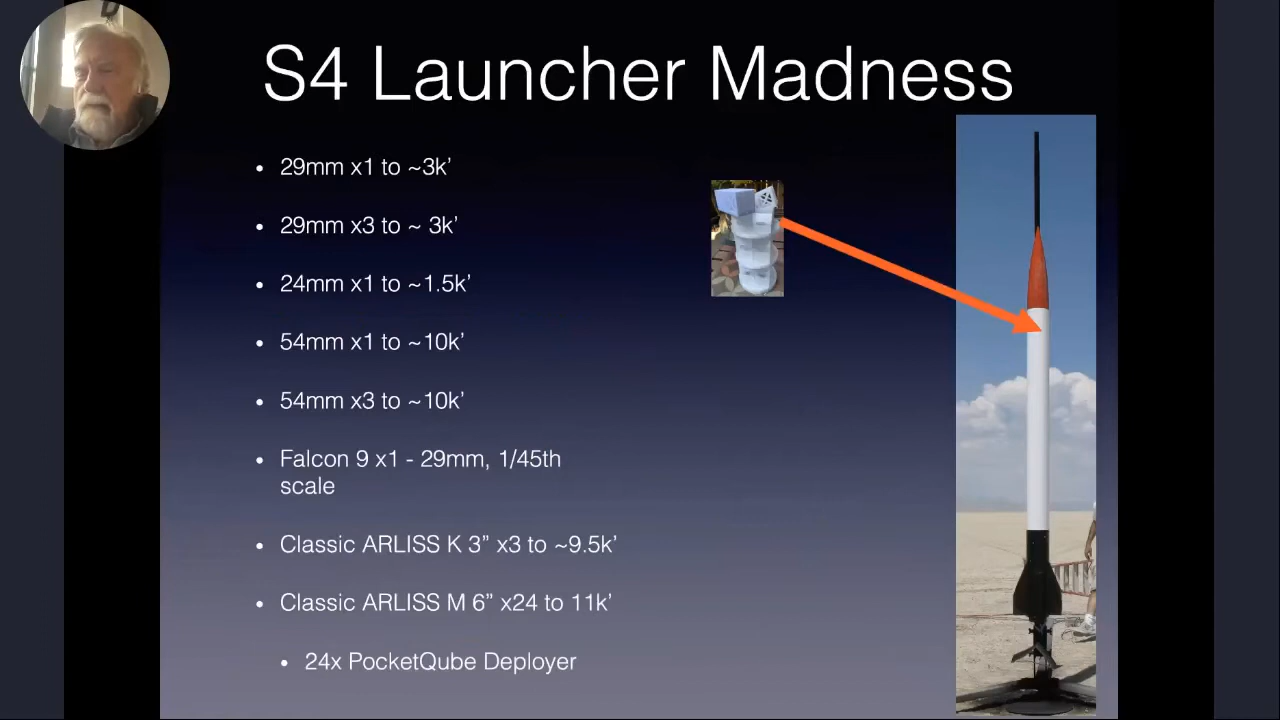 S4 Launcher Madness
• 29mm x1 to ~3k’
• 29mm x3 to ~ 3k’
• 24mm x1 to ~1.5k’
• 54mm x1 to ~10k’
• 54mm x3 to ~10k’
• Falcon 9 x1 - 29mm, 1/45th
scale
• Classic ARLISS K 3” x3 to ~9.5k’
• Classic ARLISS M 6” x24 to 11k’
• 24x PocketQube Deployer